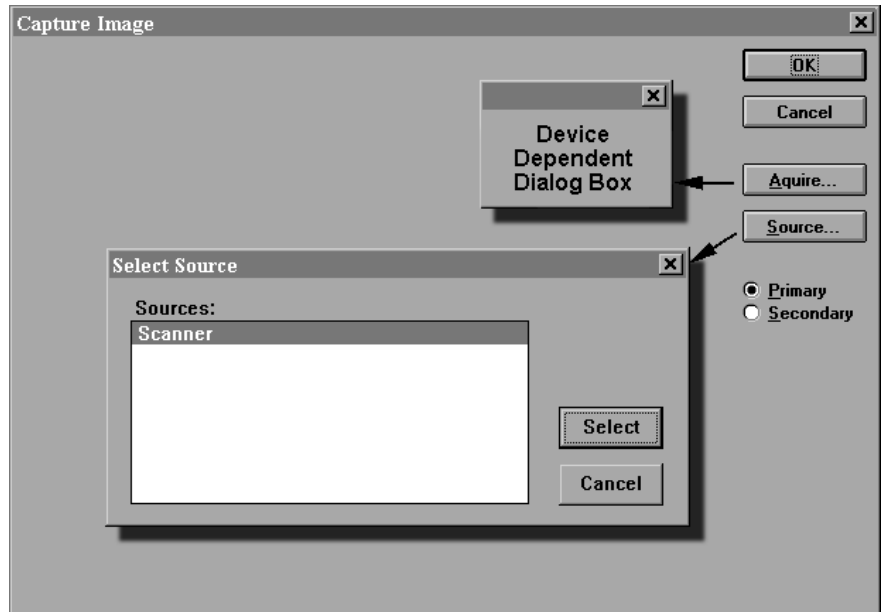 Capture Image
OK
Cancel
Device
Dependent
Dialog Box
Aquire...
Source...
Select Source
Sources:
Scanner
Primary
Secondary
Select
Cancel